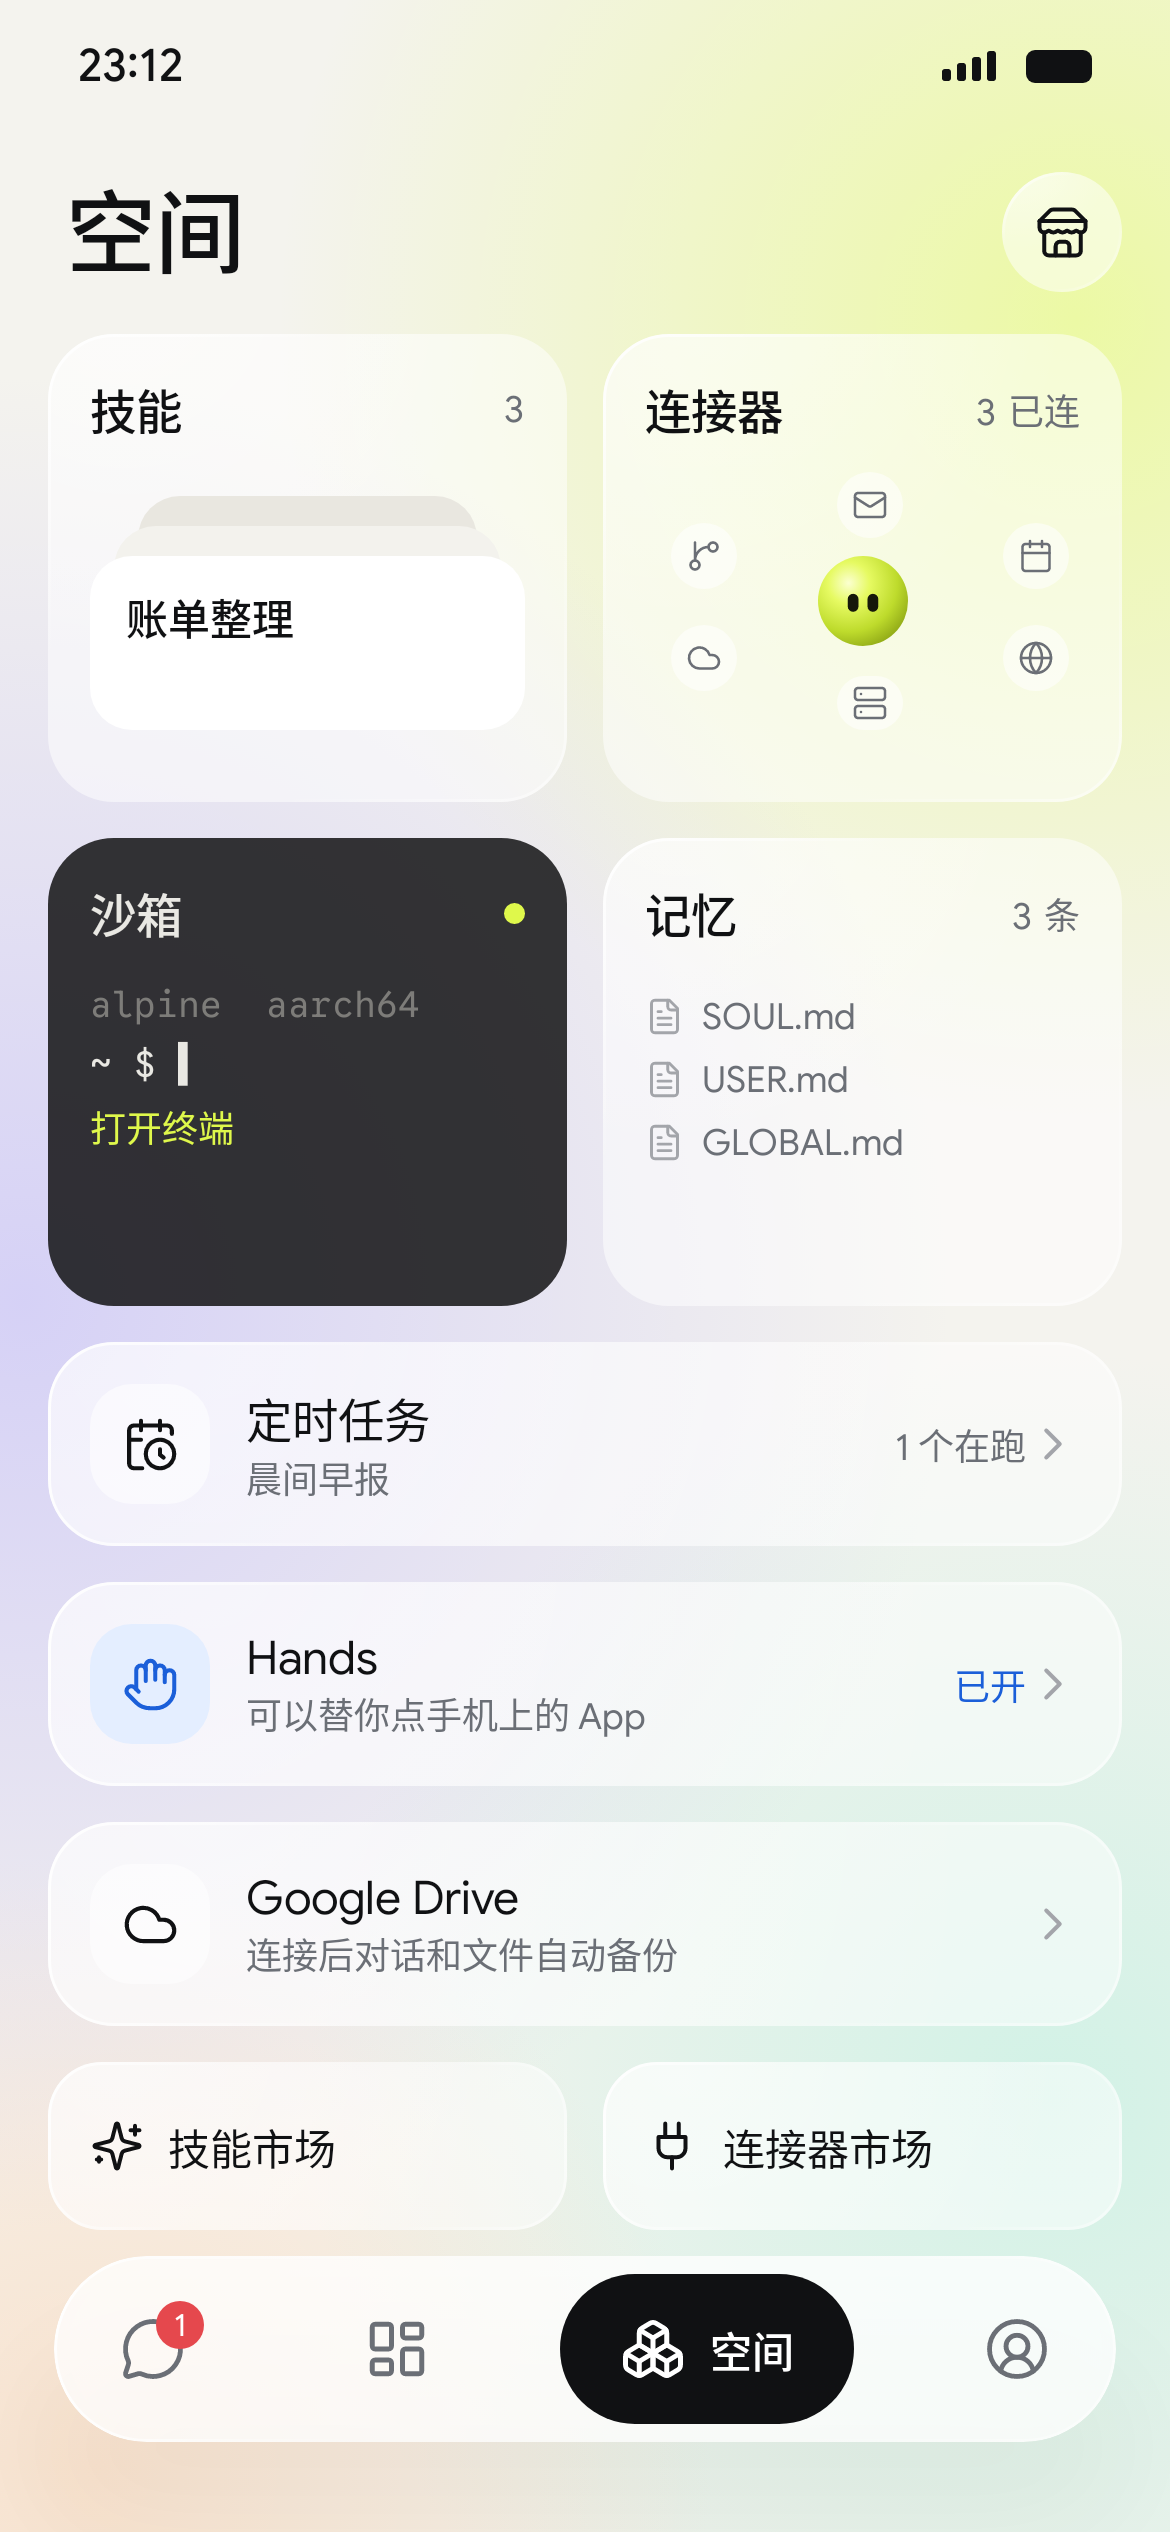 23:12
空间
技能
3
账单整理
连接器
3 已连
沙箱
alpine aarch64
~ $
打开终端
记忆
3 条
SOUL.md
USER.md
GLOBAL.md
定时任务
晨间早报
1 个在跑
Hands
可以替你点手机上的 App
已开
Google Drive
连接后对话和文件自动备份
技能市场
连接器市场
1
空间